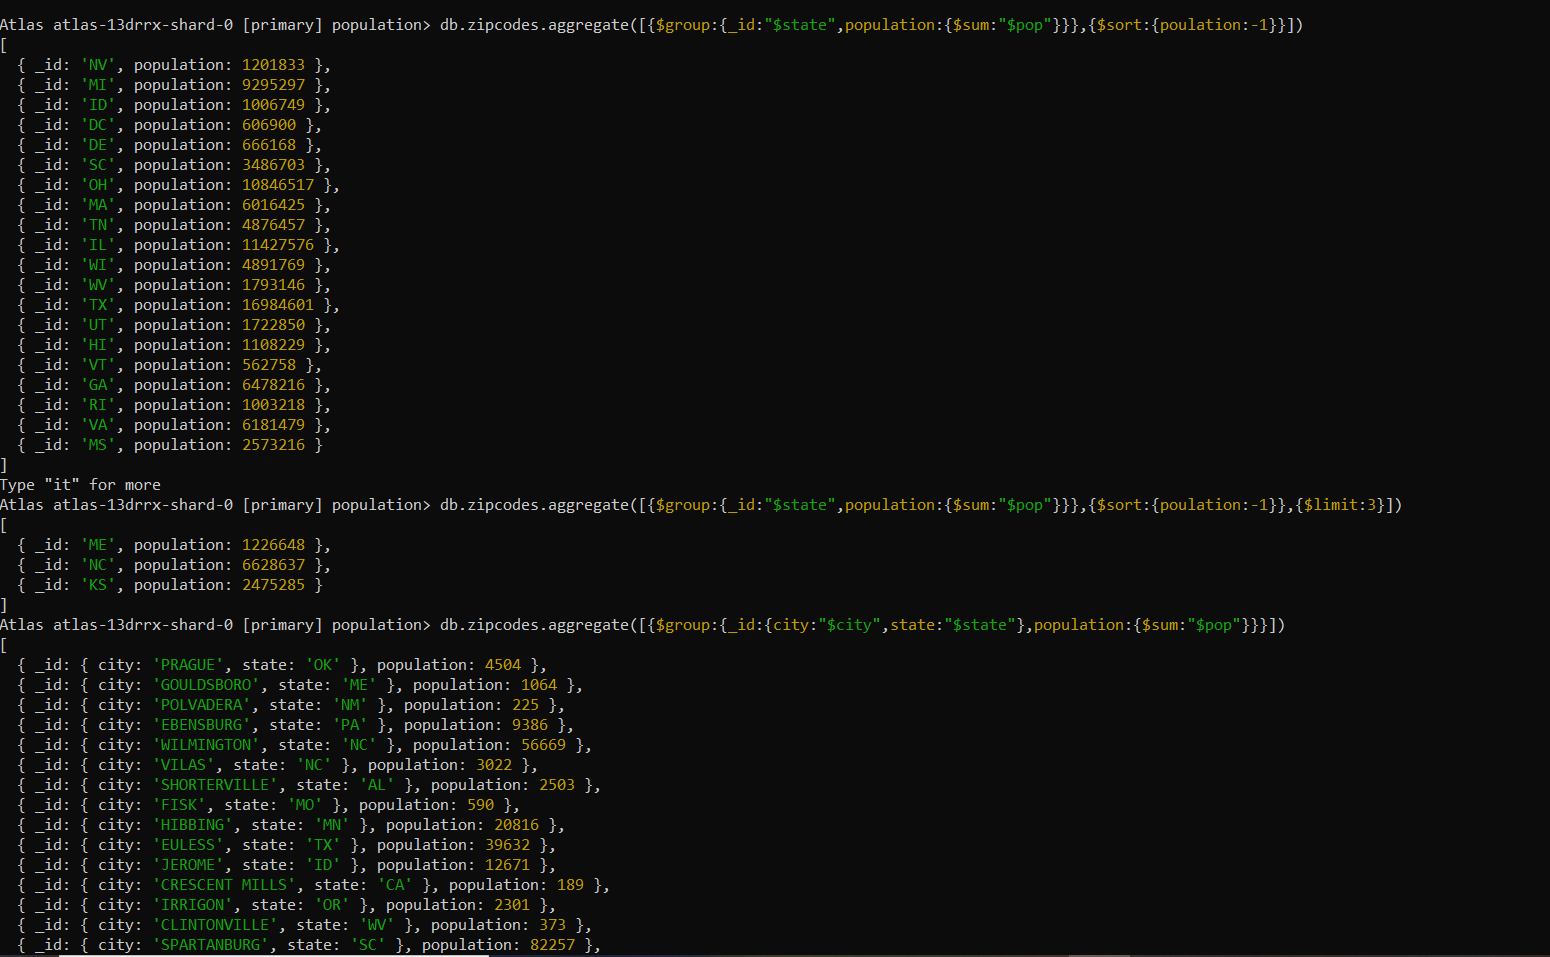 Atlas atlas-13drrx-shard-0 [primary] population> db.zipcodes.aggregate([{$group:{_id:"$state",population:{$sum:"$pop"}}},{$sort:{poulation:-1}}])
[
  { _id: 'NV', population: 1201833 },
  { _id: 'MI', population: 9295297 },
  { _id: 'ID', population: 1006749 },
  { _id: 'DC', population: 606900 },
  { _id: 'DE', population: 666168 },
  { _id: 'SC', population: 3486703 },
  { _id: 'OH', population: 10846517 },
  { _id: 'MA', population: 6016425 },
  { _id: 'TN', population: 4876457 },
  { _id: 'IL', population: 11427576 },
  { _id: 'WI', population: 4891769 },
  { _id: 'WV', population: 1793146 },
  { _id: 'TX', population: 16984601 },
  { _id: 'UT', population: 1722850 },
  { _id: 'HI', population: 1108229 },
  { _id: 'VT', population: 562758 },
  { _id: 'GA', population: 6478216 },
  { _id: 'RI', population: 1003218 },
  { _id: 'VA', population: 6181479 },
  { _id: 'MS', population: 2573216 }
]
Type "it" for more
Atlas atlas-13drrx-shard-0 [primary] population> db.zipcodes.aggregate([{$group:{_id:"$state",population:{$sum:"$pop"}}},{$sort:{poulation:-1}},{$limit:3}])
[
  { _id: 'ME', population: 1226648 },
  { _id: 'NC', population: 6628637 },
  { _id: 'KS', population: 2475285 }
]
Atlas atlas-13drrx-shard-0 [primary] population> db.zipcodes.aggregate([{$group:{_id:{city:"$city",state:"$state"},population:{$sum:"$pop"}}}])
[
  { _id: { city: 'PRAGUE', state: 'OK' }, population: 4504 },
  { _id: { city: 'GOULDSBORO', state: 'ME' }, population: 1064 },
  { _id: { city: 'POLVADERA', state: 'NM' }, population: 225 },
  { _id: { city: 'EBENSBURG', state: 'PA' }, population: 9386 },
  { _id: { city: 'WILMINGTON', state: 'NC' }, population: 56669 },
  { _id: { city: 'VILAS', state: 'NC' }, population: 3022 },
  { _id: { city: 'SHORTERVILLE', state: 'AL' }, population: 2503 },
  { _id: { city: 'FISK', state: 'MO' }, population: 590 },
  { _id: { city: 'HIBBING', state: 'MN' }, population: 20816 },
  { _id: { city: 'EULESS', state: 'TX' }, population: 39632 },
  { _id: { city: 'JEROME', state: 'ID' }, population: 12671 },
  { _id: { city: 'CRESCENT MILLS', state: 'CA' }, population: 189 },
  { _id: { city: 'IRRIGON', state: 'OR' }, population: 2301 },
  { _id: { city: 'CLINTONVILLE', state: 'WV' }, population: 373 },
  { _id: { city: 'SPARTANBURG', state: 'SC' }, population: 82257 },